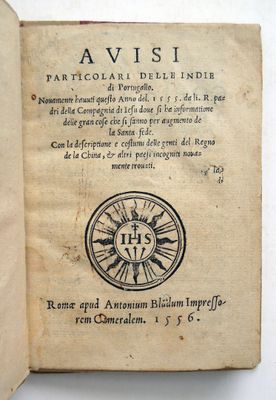 AVISI
PARTICOLARI DELLE INDIE
di Portugallo.
Nouamente hauuti questo Anno del. 1555. da li. R. pa-
dri della Compagnia di Iesu doue si ha informatione
delle gran cose che si fanno per augmento de
la Santa fede.
Con la descriptione e costumi delle genti del Regno
de la China, & altri paesi incogniti noua-
mente trouati.
IHS
Romæ apud Antonium Bladum Impresso-
rem Cameralem. 1556.